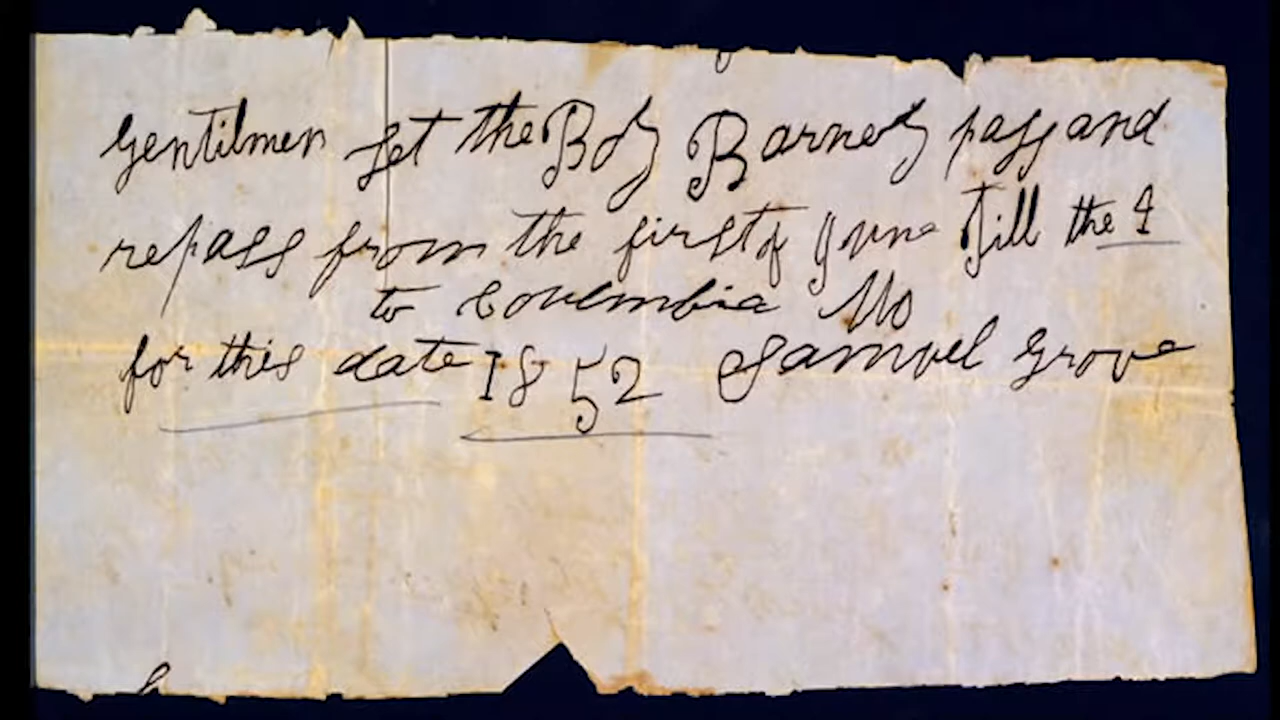 Gentilmen Let the Boy Barney pass and
repass from the first of June Till the 4
to Coulumbia Mo
for this date 1852 Samuel Grove